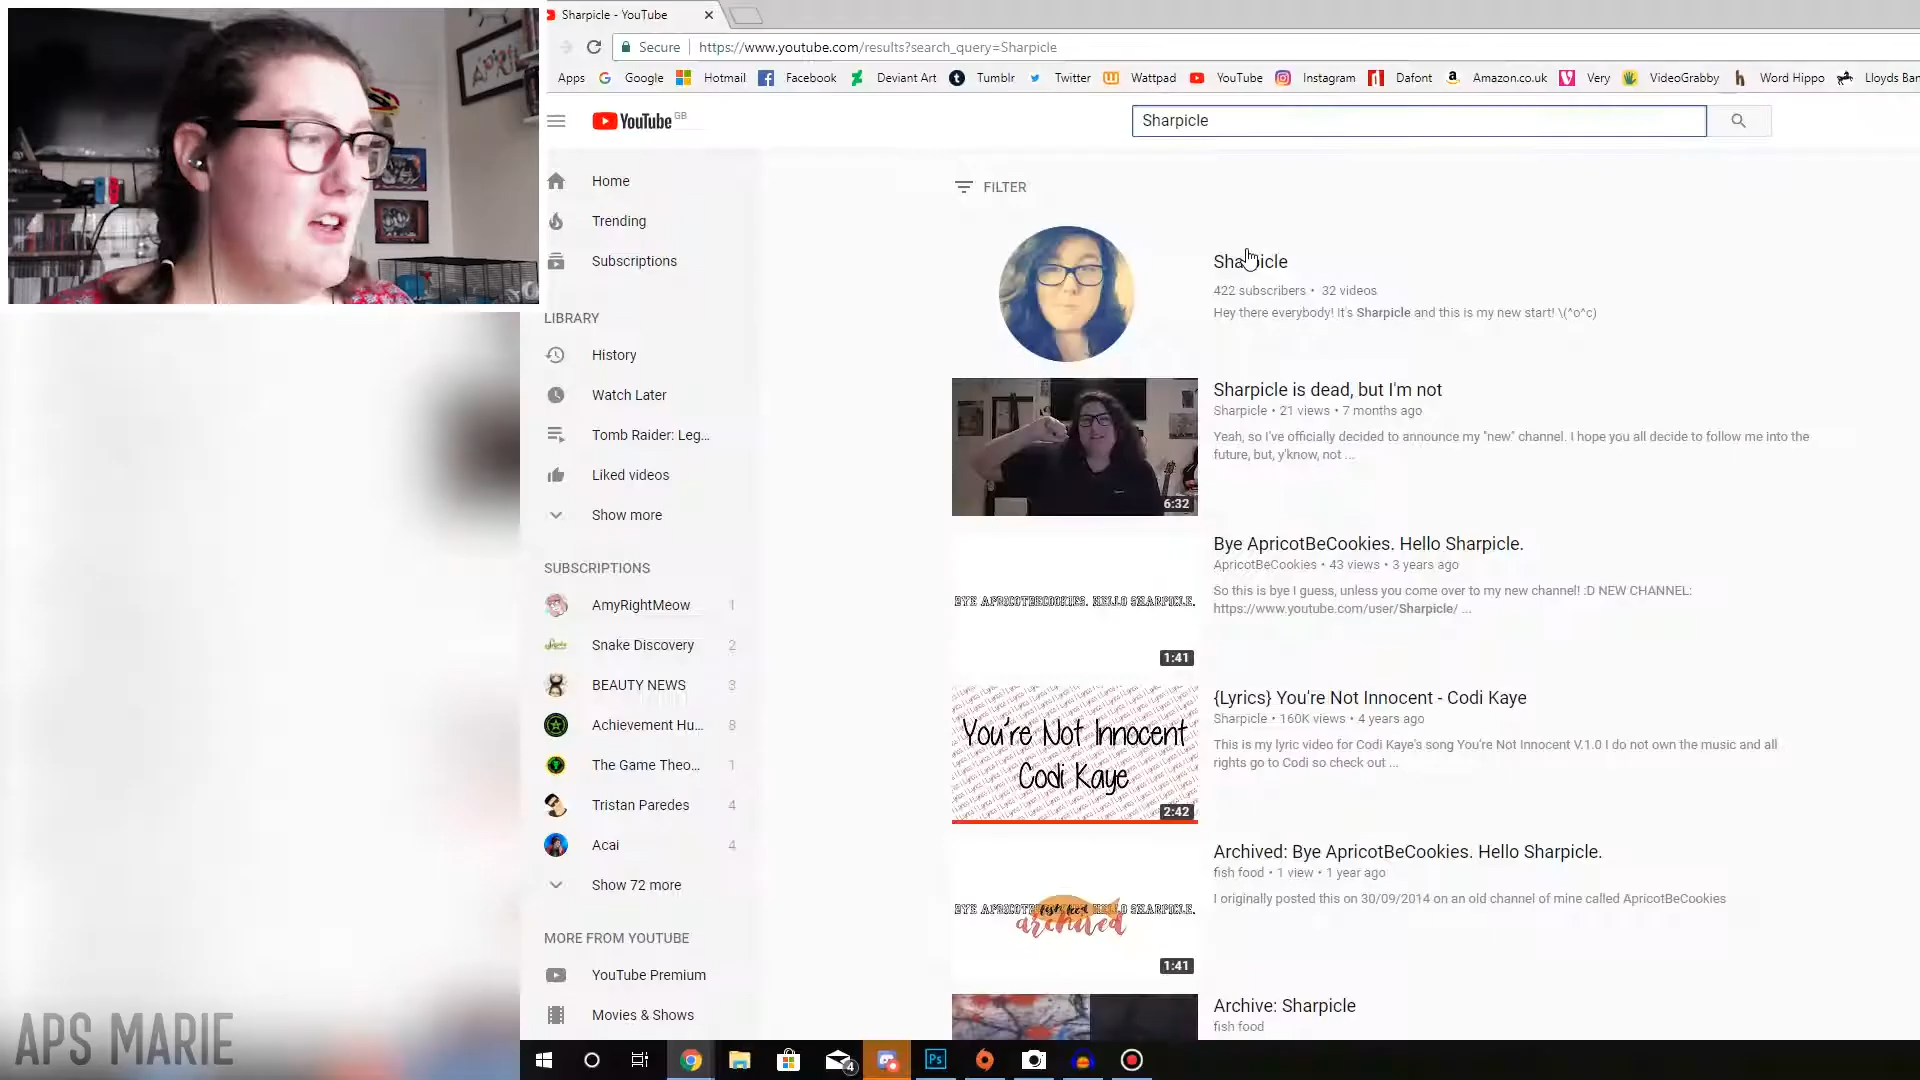 Sharpicle - YouTube
Secure https://www.youtube.com/results?search_query=Sharpicle
Apps Google Hotmail Facebook Deviant Art Tumblr Twitter Wattpad YouTube Instagram Dafont Amazon.co.uk Very VideoGrabby Word Hippo Lloyds Ban
YouTube GB
Sharpicle
Home
Trending
Subscriptions
LIBRARY
History
Watch Later
Tomb Raider: Leg...
Liked videos
Show more
SUBSCRIPTIONS
AmyRightMeow 1
Snake Discovery 2
BEAUTY NEWS 3
Achievement Hu... 8
The Game Theo... 1
Tristan Paredes 4
Acai 4
Show 72 more
MORE FROM YOUTUBE
YouTube Premium
Movies & Shows
FILTER
Sharpicle
422 subscribers • 32 videos
Hey there everybody! It's Sharpicle and this is my new start! \(^o^c)
Sharpicle is dead, but I'm not
Sharpicle • 21 views • 7 months ago
Yeah, so I've officially decided to announce my "new" channel. I hope you all decide to follow me into the
future, but, y'know, not ...
6:32
Bye ApricotBeCookies. Hello Sharpicle.
ApricotBeCookies • 43 views • 3 years ago
So this is bye I guess, unless you come over to my new channel! :D NEW CHANNEL:
https://www.youtube.com/user/Sharpicle/ ...
BYE APRICOTBECOOKIES. HELLO SHARPICLE.
1:41
{Lyrics} You're Not Innocent - Codi Kaye
Sharpicle • 160K views • 4 years ago
This is my lyric video for Codi Kaye's song You're Not Innocent V.1.0 I do not own the music and all
rights go to Codi so check out ...
You're Not Innocent
Codi Kaye
2:42
Archived: Bye ApricotBeCookies. Hello Sharpicle.
fish food • 1 view • 1 year ago
I originally posted this on 30/09/2014 on an old channel of mine called ApricotBeCookies
archived
1:41
Archive: Sharpicle
fish food
APRIL
APS MARIE
Ps
4